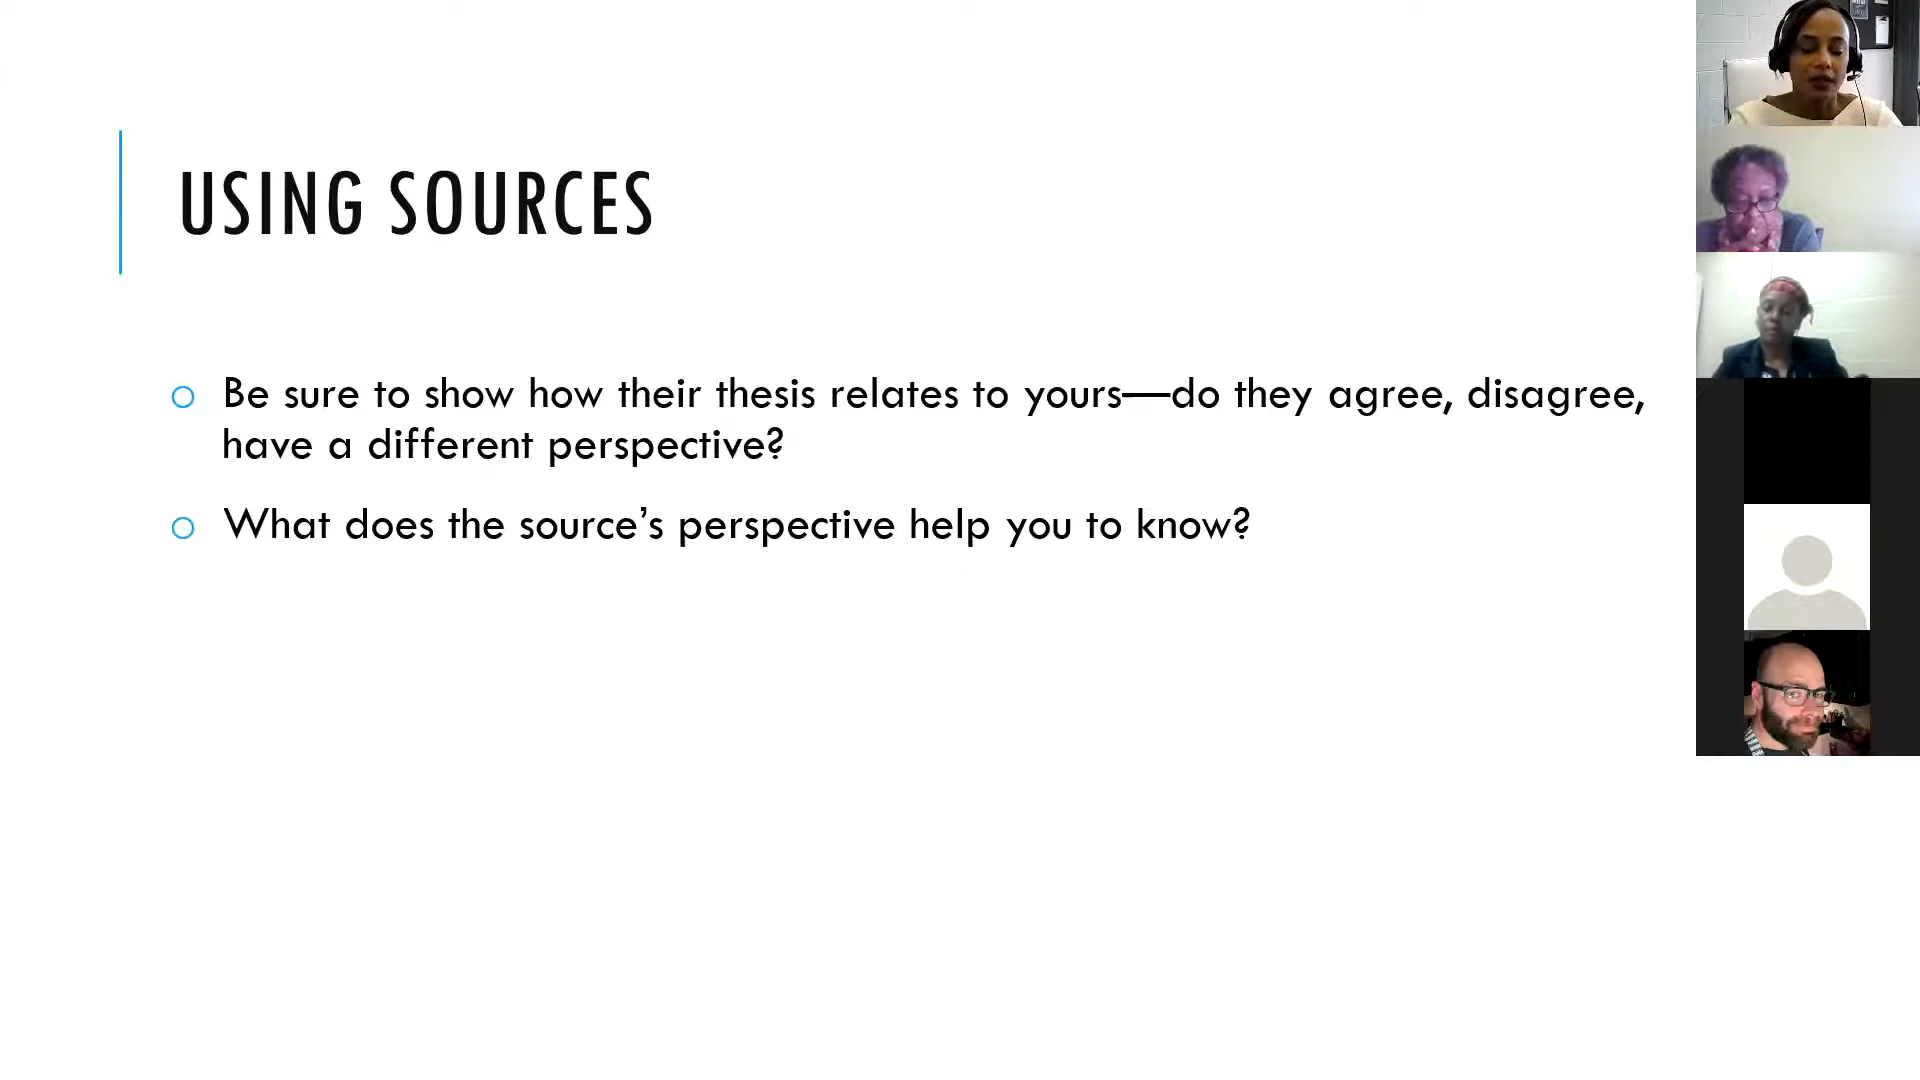 USING SOURCES
Be sure to show how their thesis relates to yours—do they agree, disagree,
have a different perspective?
What does the source’s perspective help you to know?